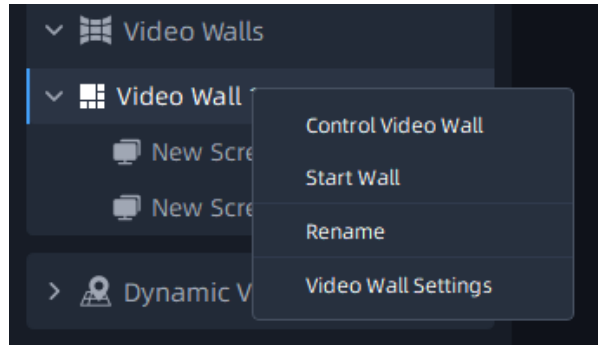 Video Walls
Video Wall
Control Video Wall
New Scre
Start Wall
New Scre
Rename
Dynamic V
Video Wall Settings